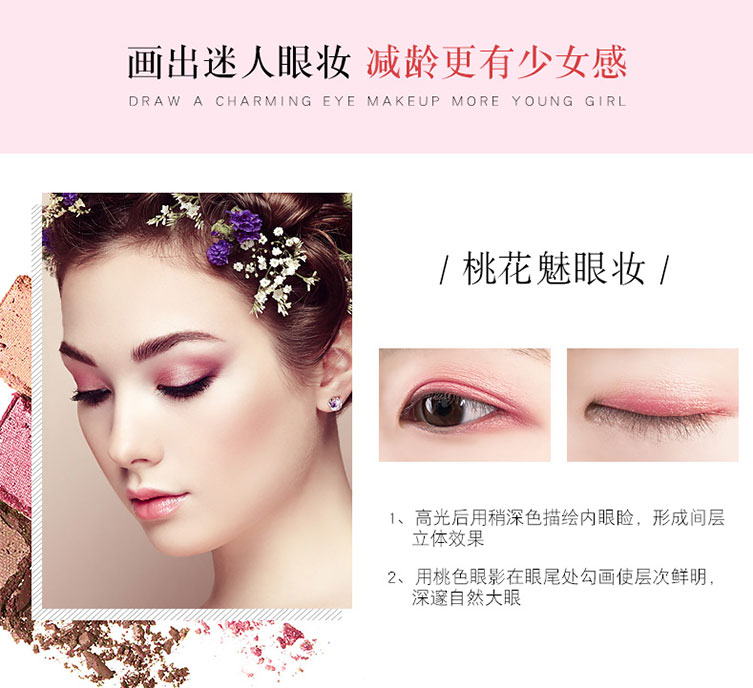 画出迷人眼妆 减龄更有少女感
DRAW A CHARMING EYE MAKEUP MORE YOUNG GIRL
/ 桃花魅眼妆 /
1、高光后用稍深色描绘内眼睑，形成间层
立体效果
2、用桃色眼影在眼尾处勾画使层次鲜明，
深邃自然大眼